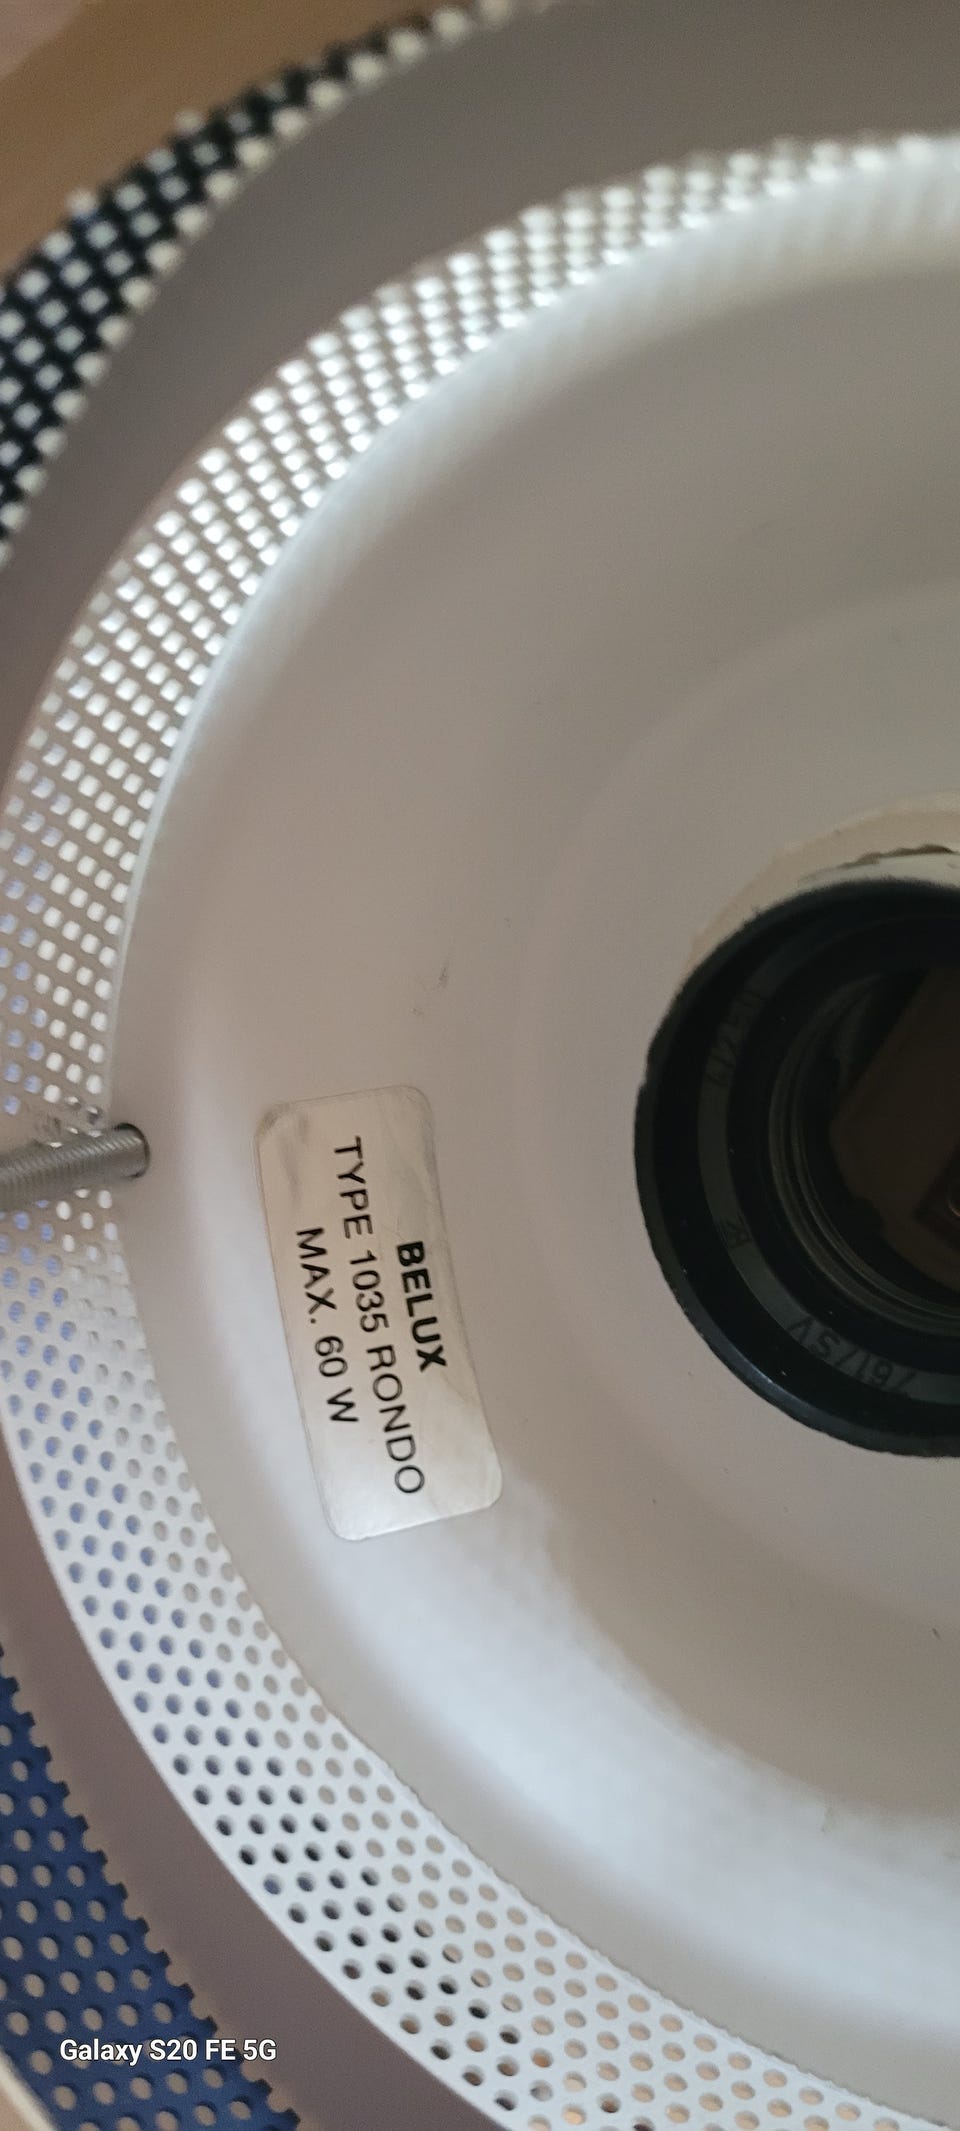 BELUX
TYPE 1035 RONDO
MAX. 60 W
Galaxy S20 FE 5G